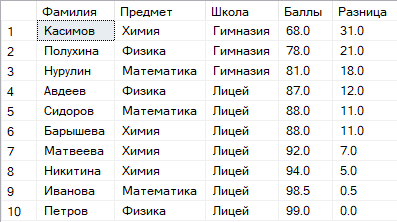 Фамилия Предмет Школа Баллы Разница
1 Касимов Химия Гимназия 68.0 31.0
2 Полухина Физика Гимназия 78.0 21.0
3 Нурулин Математика Гимназия 81.0 18.0
4 Авдеев Физика Лицей 87.0 12.0
5 Сидоров Математика Лицей 88.0 11.0
6 Барышева Химия Лицей 88.0 11.0
7 Матвеева Химия Лицей 92.0 7.0
8 Никитина Химия Лицей 94.0 5.0
9 Иванова Математика Лицей 98.5 0.5
10 Петров Физика Лицей 99.0 0.0